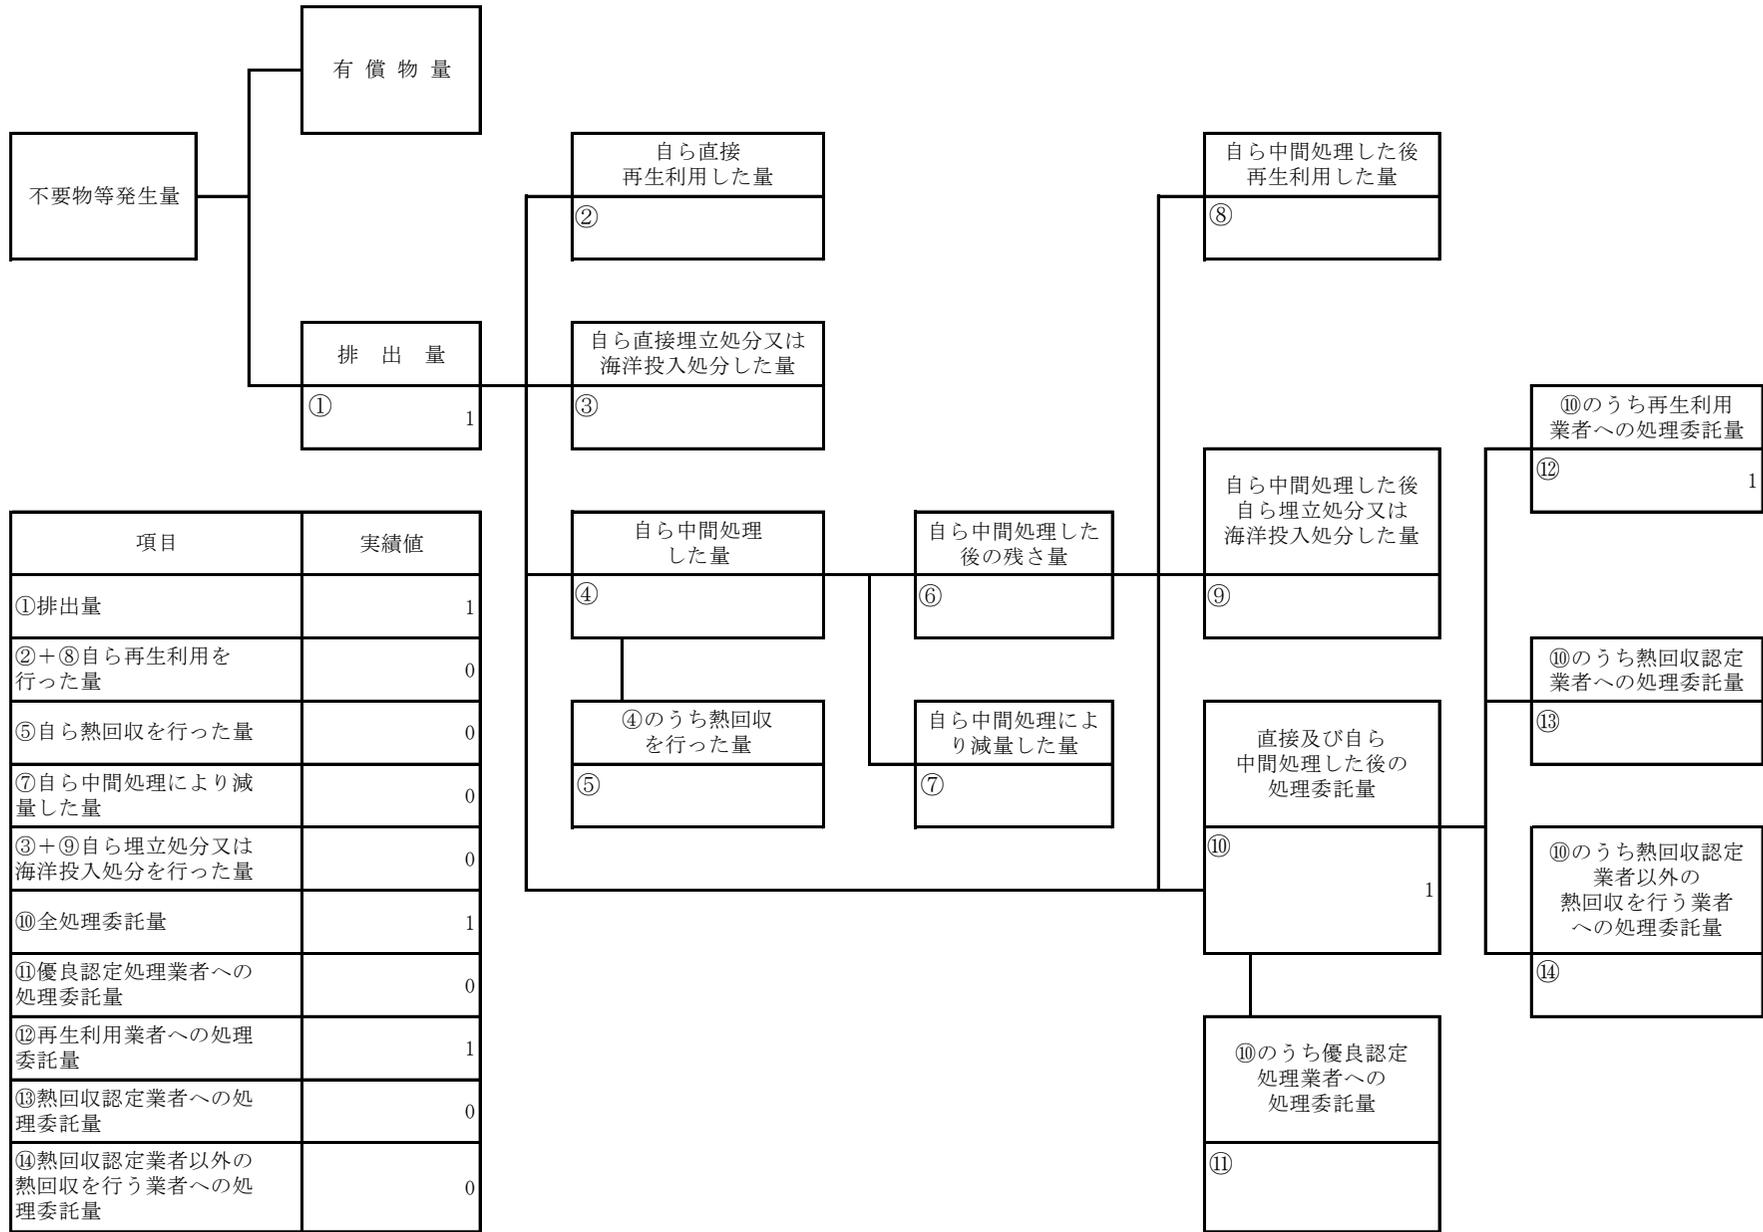 有 償 物 量
不要物等発生量
自ら直接
再生利用した量
②
自ら中間処理した後
再生利用した量
⑧
排 出 量
①
1
自ら直接埋立処分又は
海洋投入処分した量
③
⑩のうち再生利用
業者への処理委託量
⑫
1
自ら中間処理した後
自ら埋立処分又は
海洋投入処分した量
⑨
自ら中間処理
した量
④
自ら中間処理した
後の残さ量
⑥
④のうち熱回収
を行った量
⑤
自ら中間処理によ
り減量した量
⑦
直接及び自ら
中間処理した後の
処理委託量
⑩
1
⑩のうち熱回収認定
業者への処理委託量
⑬
⑩のうち熱回収認定
業者以外の
熱回収を行う業者
への処理委託量
⑭
⑩のうち優良認定
処理業者への
処理委託量
⑪
項目 実績値
①排出量 1
②+⑧自ら再生利用を
行った量 0
⑤自ら熱回収を行った量 0
⑦自ら中間処理により減
量した量 0
③+⑨自ら埋立処分又は
海洋投入処分を行った量 0
⑩全処理委託量 1
⑪優良認定処理業者への
処理委託量 0
⑫再生利用業者への処理
委託量 1
⑬熱回収認定業者への処
理委託量 0
⑭熱回収認定業者以外の
熱回収を行う業者への処
理委託量 0